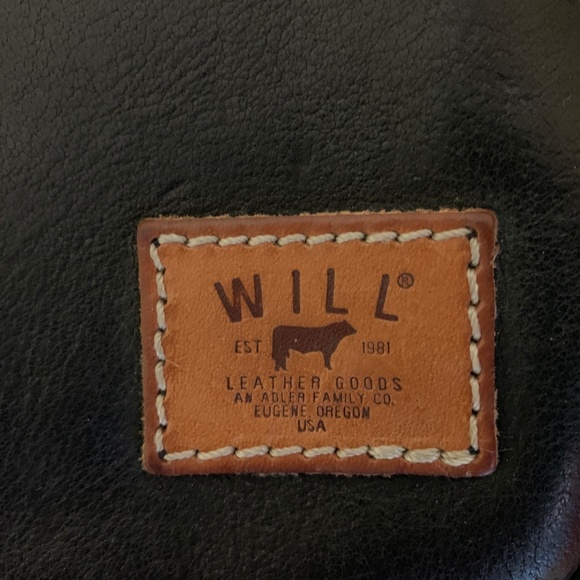 WILL®
EST. 1981
LEATHER GOODS
AN ADLER FAMILY CO.
EUGENE, OREGON
USA